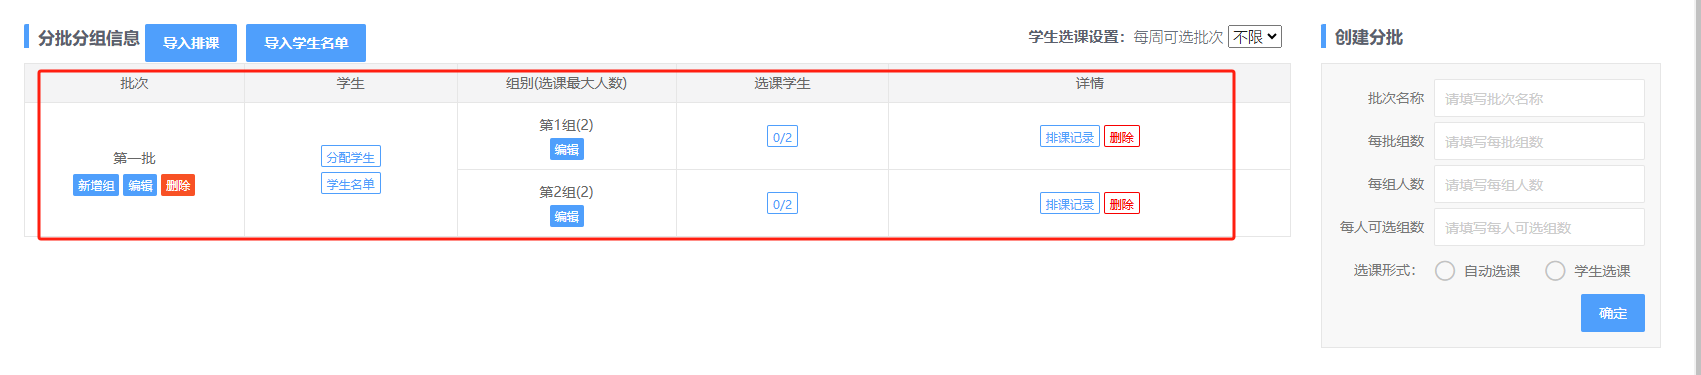 分批分组信息 导入排课 导入学生名单 学生选课设置：每周可选批次 不限
批次 学生 组别(选课最大人数) 选课学生 详情
第一批
新增组 编辑 删除
分配学生
学生名单
第1组(2)
编辑
0/2
排课记录 删除
第2组(2)
编辑
0/2
排课记录 删除
创建分批
批次名称 请填写批次名称
每批组数 请填写每批组数
每组人数 请填写每组人数
每人可选组数 请填写每人可选组数
选课形式： 自动选课 学生选课
确定